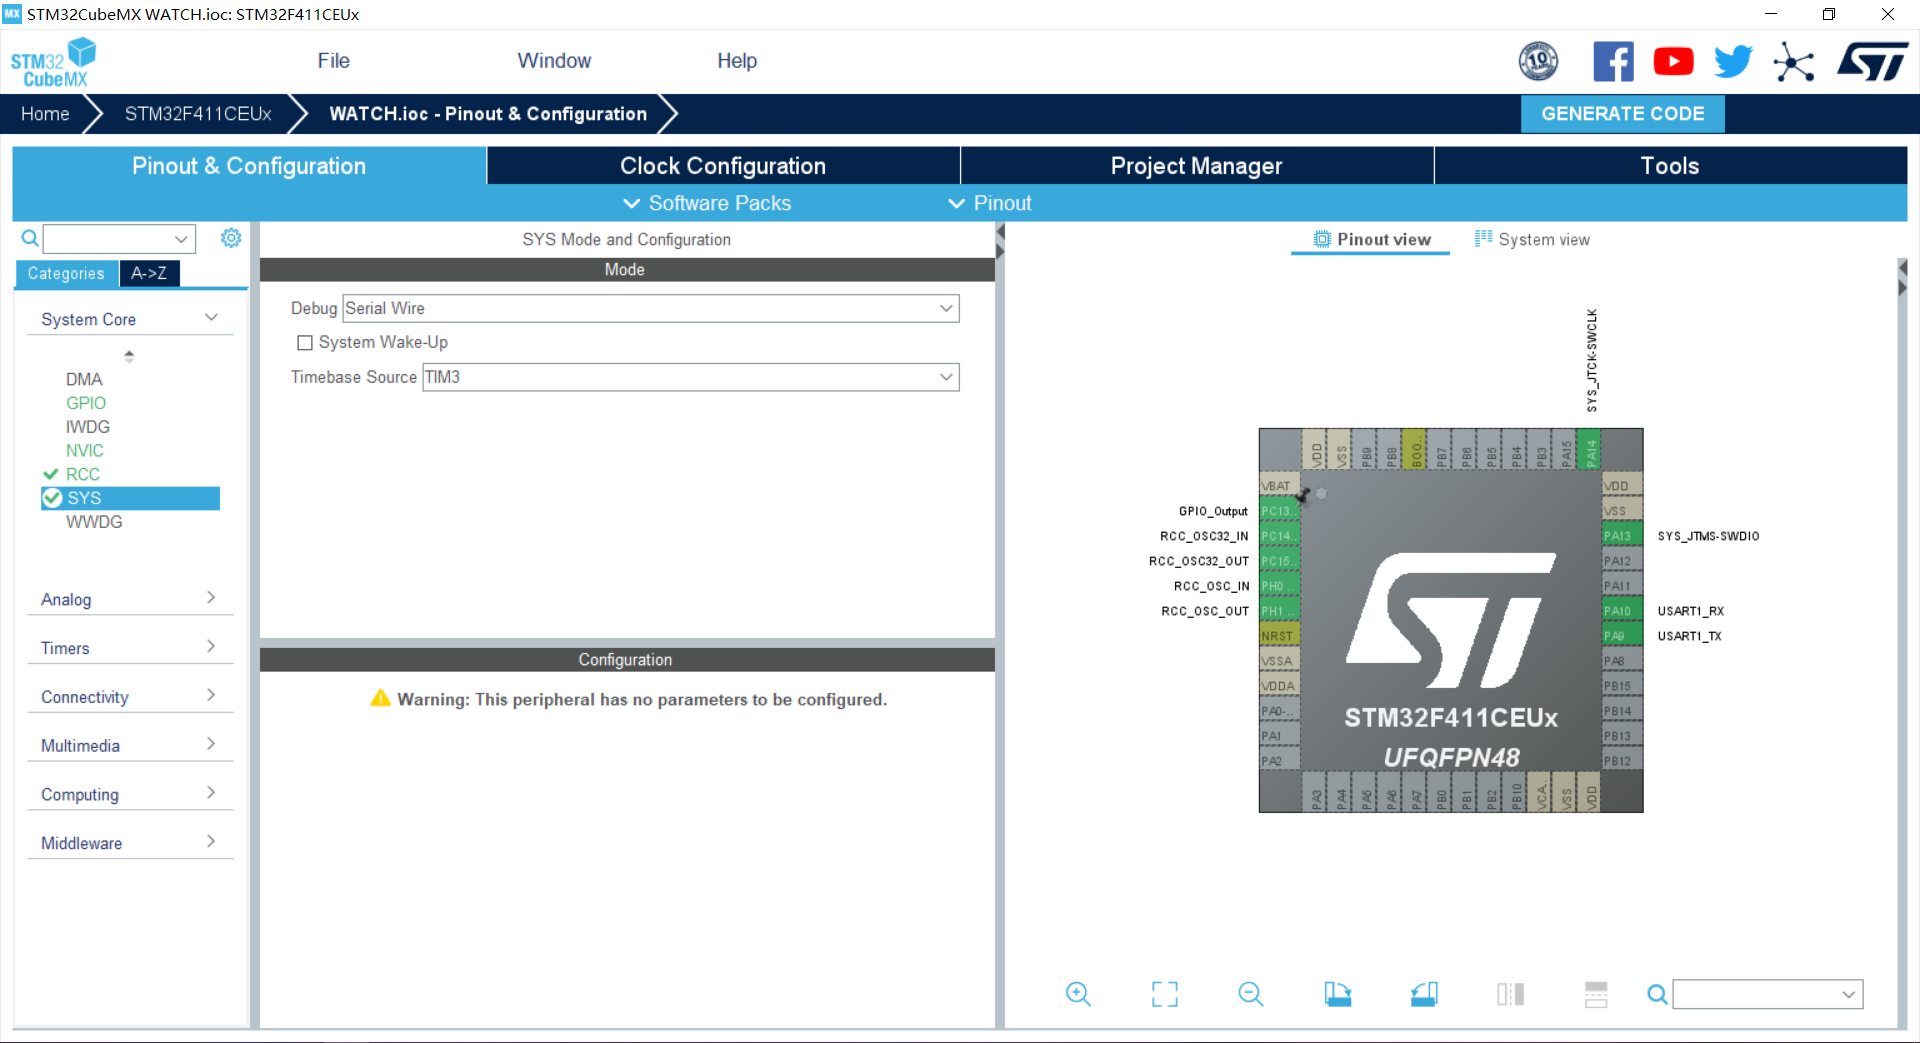 MX STM32CubeMX WATCH.ioc: STM32F411CEUx
STM32
CubeMX
File
Window
Help
10
ST
Home
STM32F411CEUx
WATCH.ioc - Pinout & Configuration
GENERATE CODE
Pinout & Configuration
Clock Configuration
Project Manager
Tools
Software Packs
Pinout
Categories
A->Z
System Core
DMA
GPIO
IWDG
NVIC
RCC
SYS
WWDG
Analog
Timers
Connectivity
Multimedia
Computing
Middleware
SYS Mode and Configuration
Mode
Debug Serial Wire
System Wake-Up
Timebase Source TIM3
Configuration
Warning: This peripheral has no parameters to be configured.
Pinout view
System view
SYS_JTCK-SWCLK
VDD
VSS
PB9
PB8
BOO..
PB7
PB6
PB5
PB4
PB3
PA15
PA14
VBAT
GPIO_Output PC13..
RCC_OSC32_IN PC14..
RCC_OSC32_OUT PC15..
RCC_OSC_IN PH0 ..
RCC_OSC_OUT PH1 ..
NRST
VSSA
VDDA
PA0-..
PA1
PA2
VDD
VSS
PA13 SYS_JTMS-SWDIO
PA12
PA11
PA10 USART1_RX
PA9 USART1_TX
PA8
PB15
PB14
PB13
PB12
ST
STM32F411CEUx
UFQFPN48
PA3
PA4
PA5
PA6
PA7
PB0
PB1
PB2
PB10
VCA..
VSS
VDD